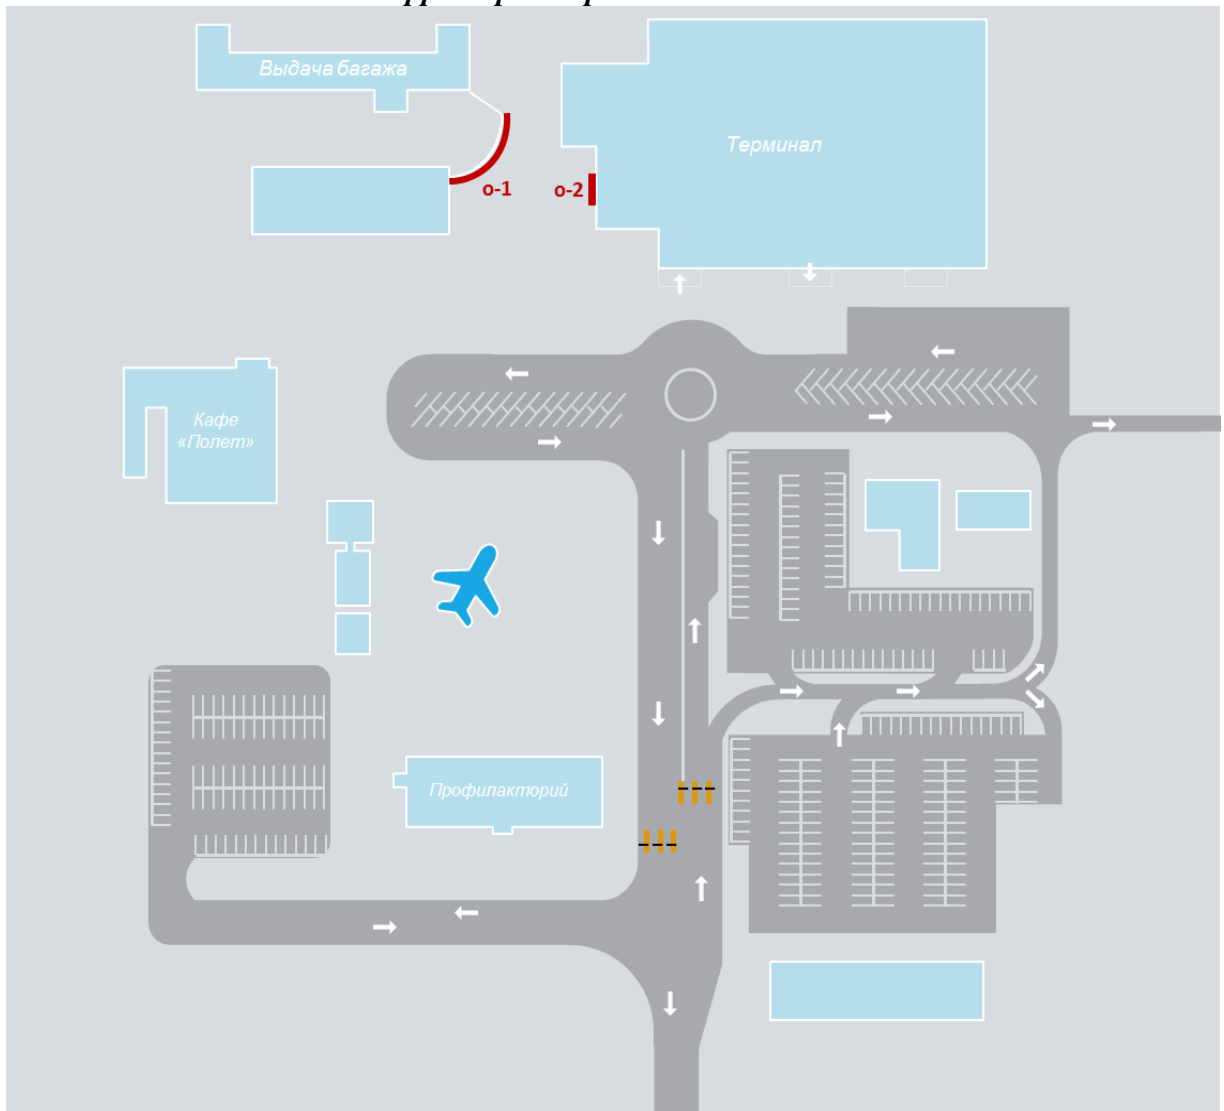 Выдача багажа
Терминал
о-1
о-2
Кафе
«Полет»
Профилакторий